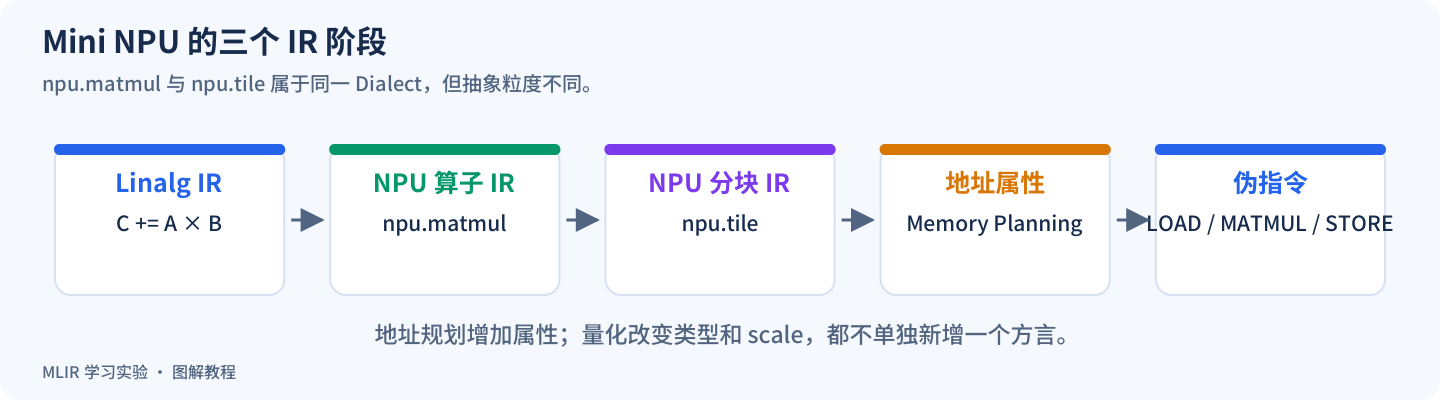 Mini NPU 的三个 IR 阶段
npu.matmul 与 npu.tile 属于同一 Dialect，但抽象粒度不同。
Linalg IR
C += A × B
NPU 算子 IR
npu.matmul
NPU 分块 IR
npu.tile
地址属性
Memory Planning
伪指令
LOAD / MATMUL / STORE
地址规划增加属性；量化改变类型和 scale，都不单独新增一个方言。
MLIR 学习实验 · 图解教程